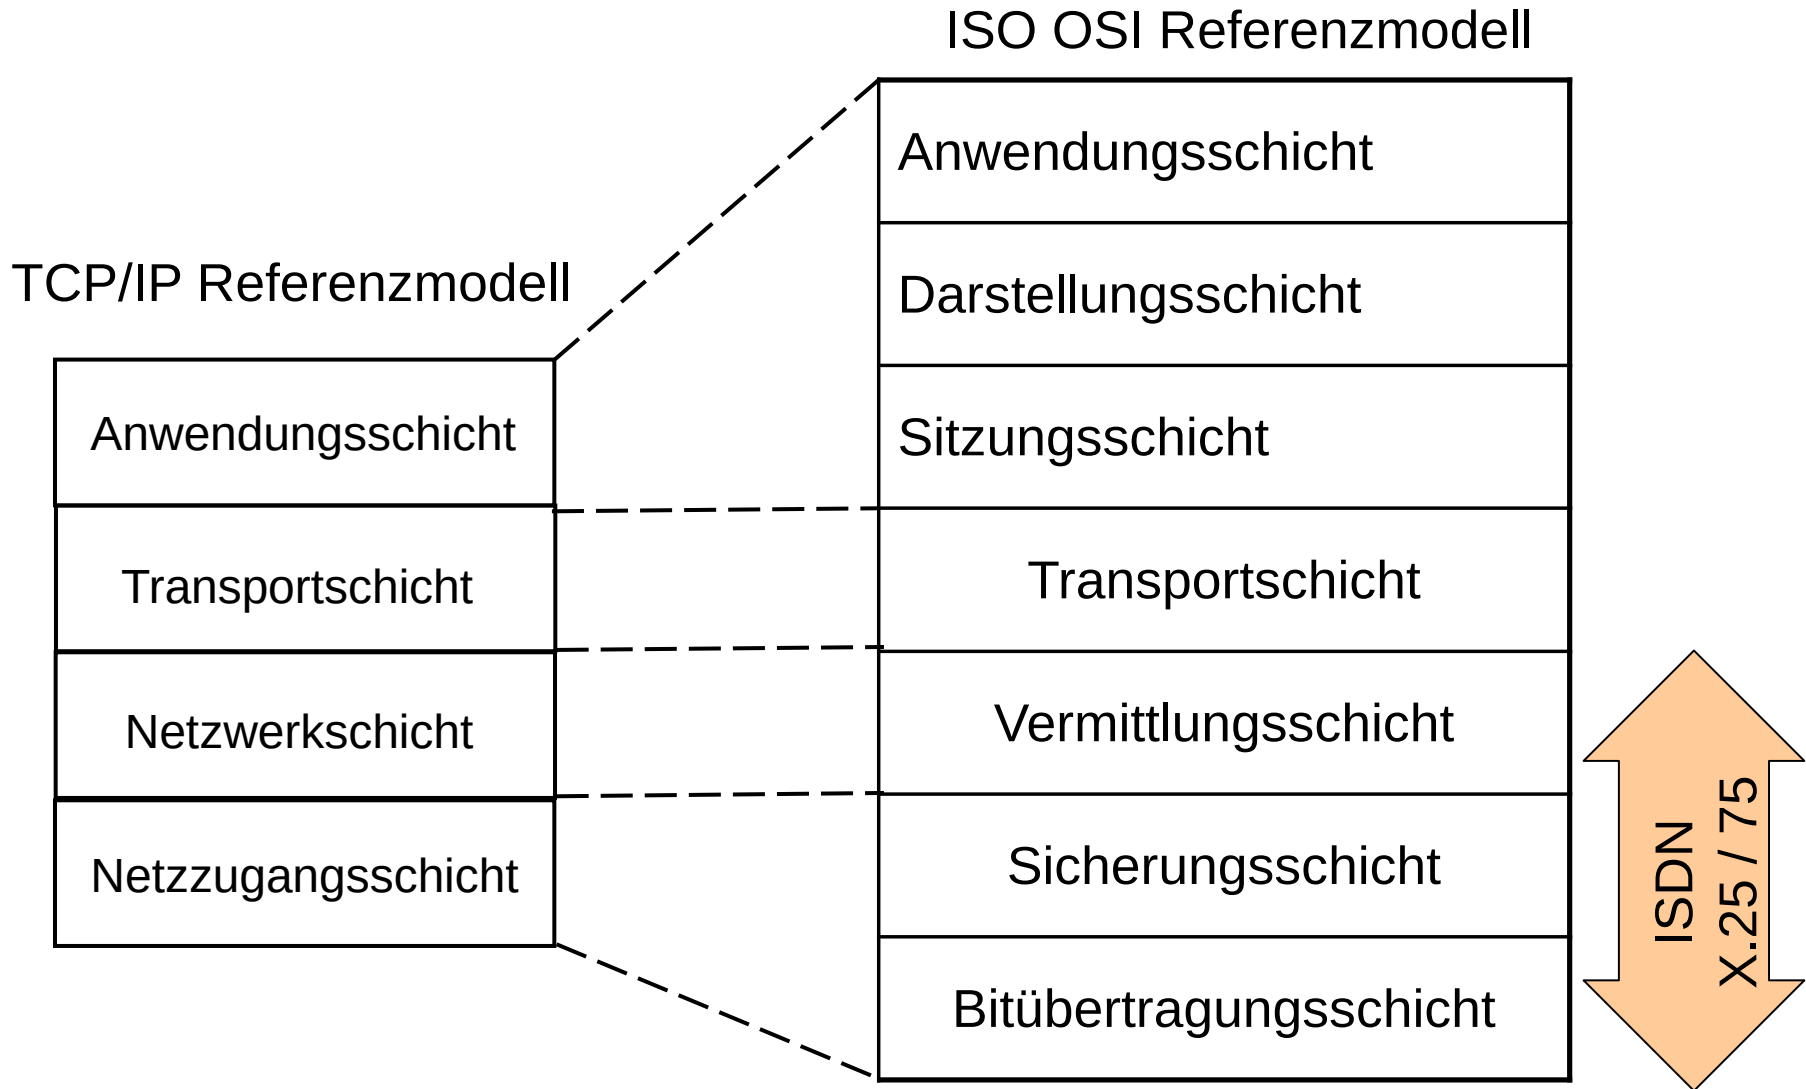 ISO OSI Referenzmodell
TCP/IP Referenzmodell
Anwendungsschicht
Transportschicht
Netzwerkschicht
Netzzugangsschicht
Anwendungsschicht
Darstellungsschicht
Sitzungsschicht
Transportschicht
Vermittlungsschicht
Sicherungsschicht
Bitübertragungsschicht
ISDN
X.25 / 75